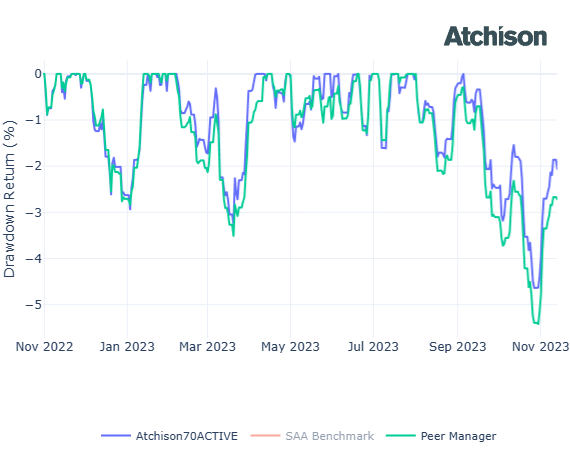 Atchison
0
−1
−2
−3
−4
−5
Drawdown Return (%)
Nov 2022 Jan 2023 Mar 2023 May 2023 Jul 2023 Sep 2023 Nov 2023
Atchison70ACTIVE SAA Benchmark Peer Manager